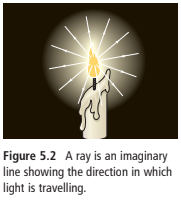 Figure 5.2 A ray is an imaginary
line showing the direction in which
light is travelling.